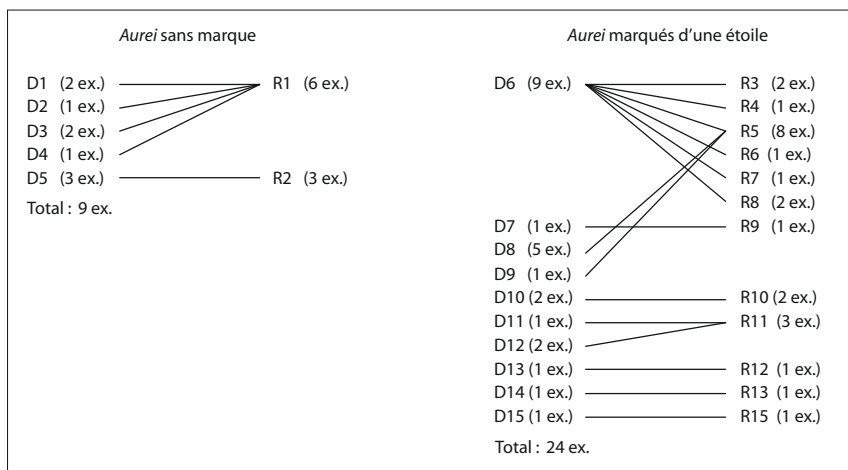 Aurei sans marque
D1 (2 ex.) R1 (6 ex.)
D2 (1 ex.)
D3 (2 ex.)
D4 (1 ex.)
D5 (3 ex.) R2 (3 ex.)
Total : 9 ex.
Aurei marqués d'une étoile
D6 (9 ex.) R3 (2 ex.)
R4 (1 ex.)
R5 (8 ex.)
R6 (1 ex.)
R7 (1 ex.)
R8 (2 ex.)
D7 (1 ex.) R9 (1 ex.)
D8 (5 ex.)
D9 (1 ex.)
D10 (2 ex.) R10 (2 ex.)
D11 (1 ex.) R11 (3 ex.)
D12 (2 ex.)
D13 (1 ex.) R12 (1 ex.)
D14 (1 ex.) R13 (1 ex.)
D15 (1 ex.) R15 (1 ex.)
Total : 24 ex.